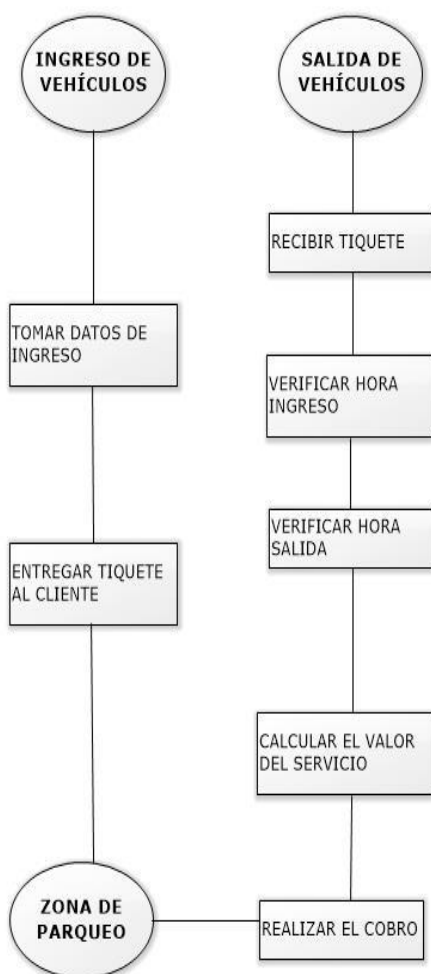 INGRESO DE
VEHÍCULOS
TOMAR DATOS DE
INGRESO
ENTREGAR TIQUETE
AL CLIENTE
ZONA DE
PARQUEO
SALIDA DE
VEHÍCULOS
RECIBIR TIQUETE
VERIFICAR HORA
INGRESO
VERIFICAR HORA
SALIDA
CALCULAR EL VALOR
DEL SERVICIO
REALIZAR EL COBRO